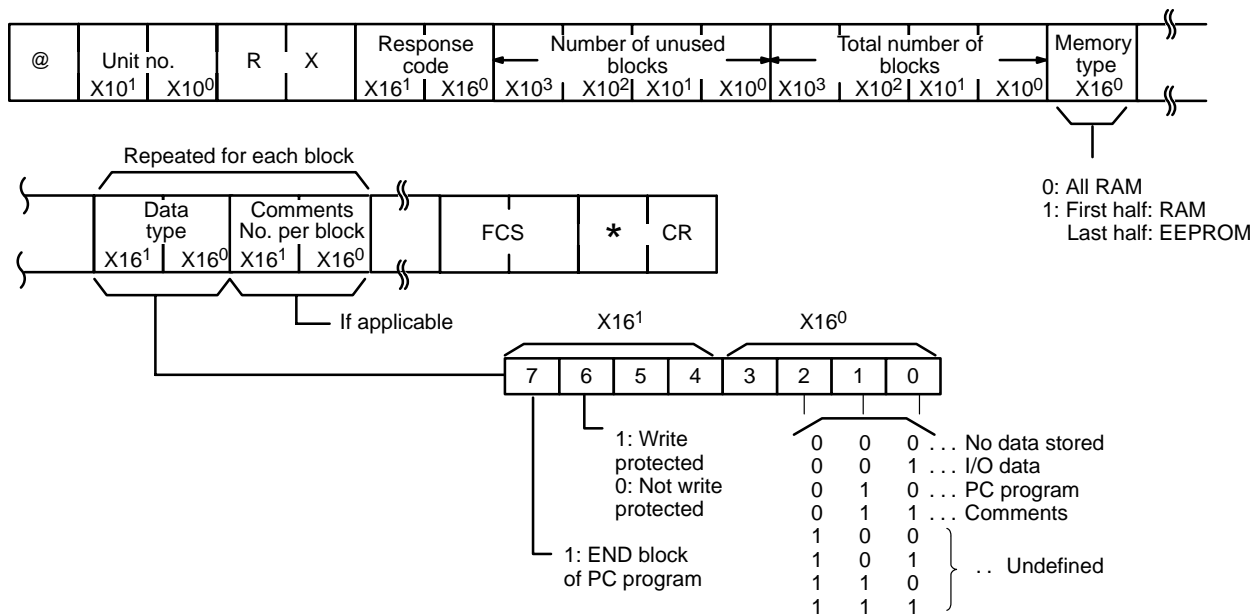 @ Unit no. R X Response code Number of unused blocks Total number of blocks Memory type
X10¹ X10⁰ X16¹ X16⁰ X10³ X10² X10¹ X10⁰ X10³ X10² X10¹ X10⁰ X16⁰
0: All RAM
1: First half: RAM
Last half: EEPROM
Repeated for each block
Data type Comments No. per block FCS * CR
X16¹ X16⁰ X16¹ X16⁰
If applicable
X16¹ X16⁰
7 6 5 4 3 2 1 0
1: Write
protected
0: Not write
protected
1: END block
of PC program
0 0 0 . . . No data stored
0 0 1 . . . I/O data
0 1 0 . . . PC program
0 1 1 . . . Comments
1 0 0
1 0 1
1 1 0
1 1 1
. . Undefined